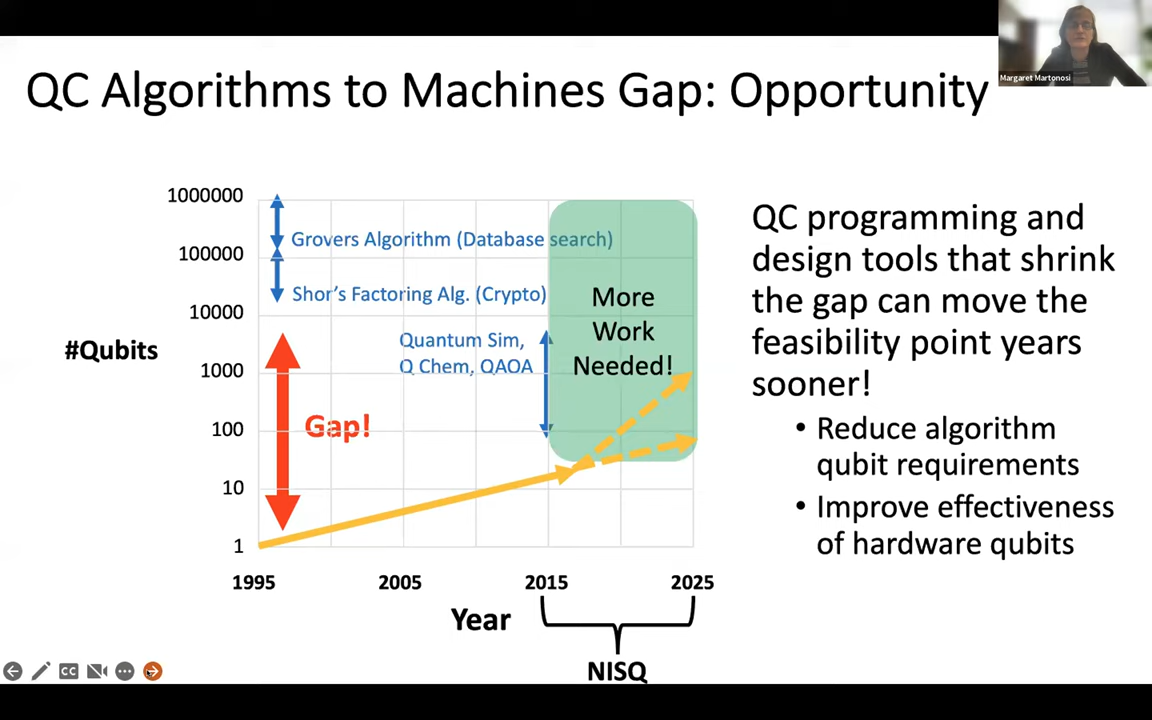 Margaret Martonosi
QC Algorithms to Machines Gap: Opportunity
1000000
100000
10000
1000
100
10
1
#Qubits
Grovers Algorithm (Database search)
Shor's Factoring Alg. (Crypto)
Quantum Sim,
Q Chem, QAOA
Gap!
More
Work
Needed!
1995
2005
2015
2025
Year
NISQ
QC programming and
design tools that shrink
the gap can move the
feasibility point years
sooner!
• Reduce algorithm
qubit requirements
• Improve effectiveness
of hardware qubits
CC